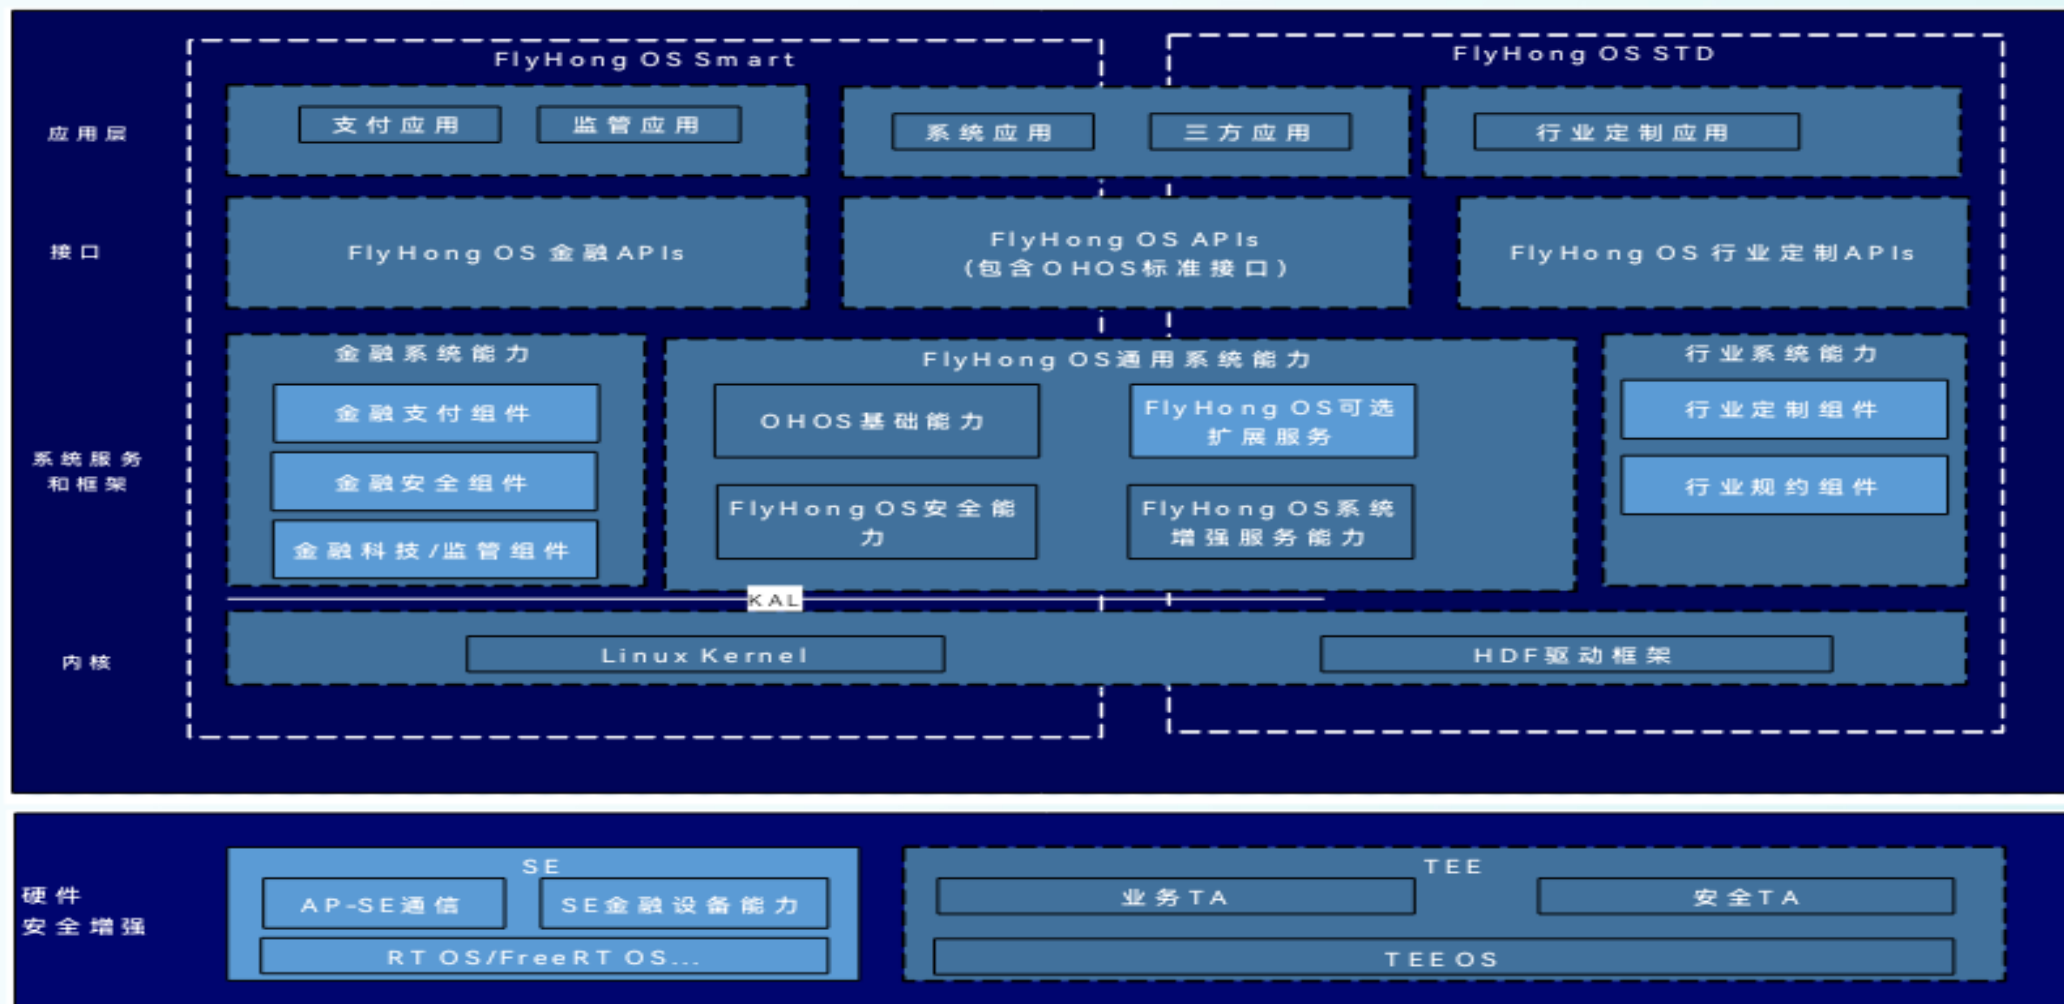 FlyHong OS Smart
FlyHong OS STD
应用层
支付应用
监管应用
系统应用
三方应用
行业定制应用
接口
FlyHong OS 金融APIs
FlyHong OS APIs
(包含OHOS标准接口)
FlyHong OS 行业定制APIs
系统服务
和框架
金融系统能力
金融支付组件
金融安全组件
金融科技/监管组件
FlyHong OS通用系统能力
OHOS基础能力
FlyHong OS可选
扩展服务
FlyHong OS安全能
力
FlyHong OS系统
增强服务能力
行业系统能力
行业定制组件
行业规约组件
KAL
内核
Linux Kernel
HDF驱动框架
硬件
安全增强
SE
AP-SE通信
SE金融设备能力
RT OS/FreeRT OS...
TEE
业务TA
安全TA
TEEOS